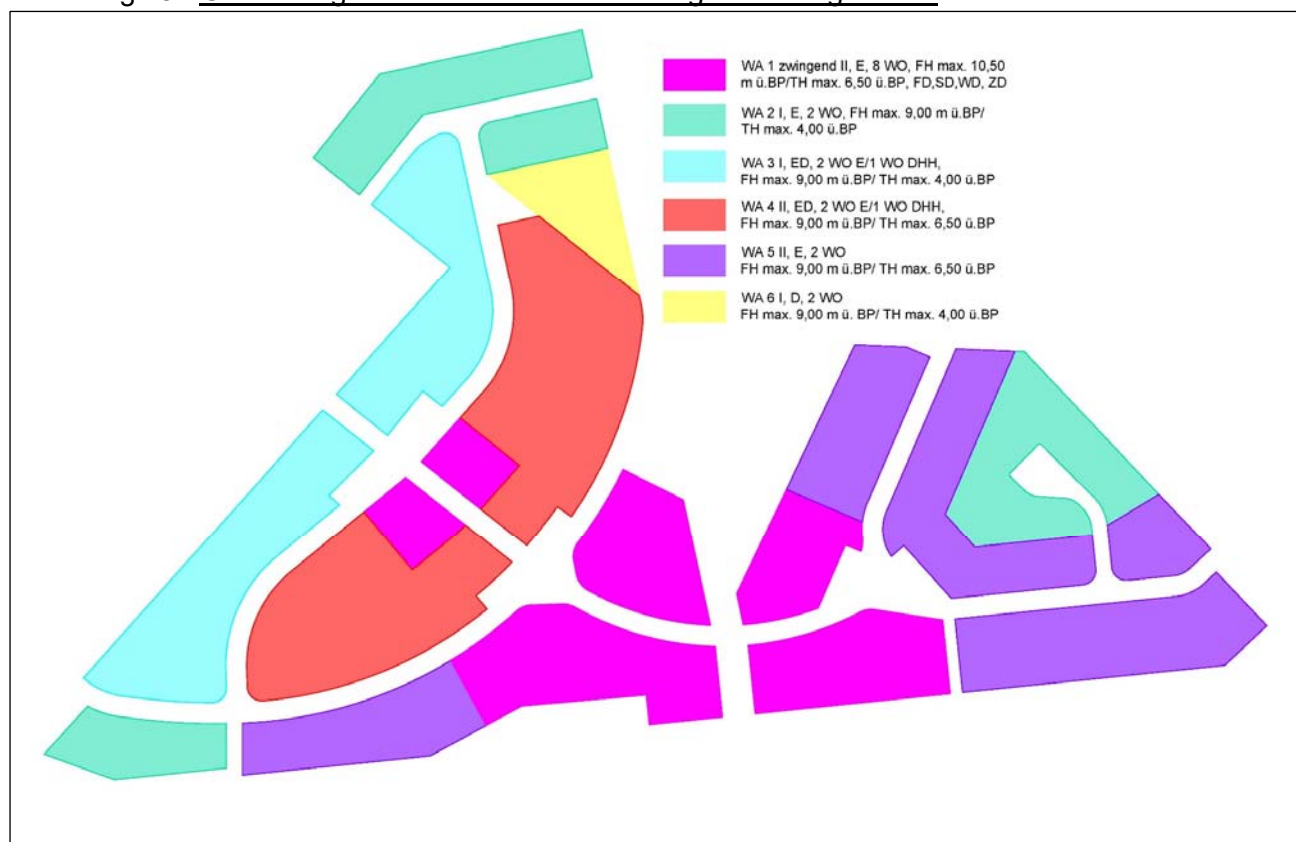 WA 1 zwingend II, E, 8 WO, FH max. 10,50
m ü.BP/TH max. 6,50 ü.BP, FD,SD,WD, ZD
WA 2 I, E, 2 WO, FH max. 9,00 m ü.BP/
TH max. 4,00 ü.BP
WA 3 I, ED, 2 WO E/1 WO DHH,
FH max. 9,00 m ü.BP/ TH max. 4,00 ü.BP
WA 4 II, ED, 2 WO E/1 WO DHH,
FH max. 9,00 m ü.BP/ TH max. 6,50 ü.BP
WA 5 II, E, 2 WO
FH max. 9,00 m ü.BP/ TH max. 6,50 ü.BP
WA 6 I, D, 2 WO
FH max. 9,00 m ü. BP/ TH max. 4,00 ü.BP